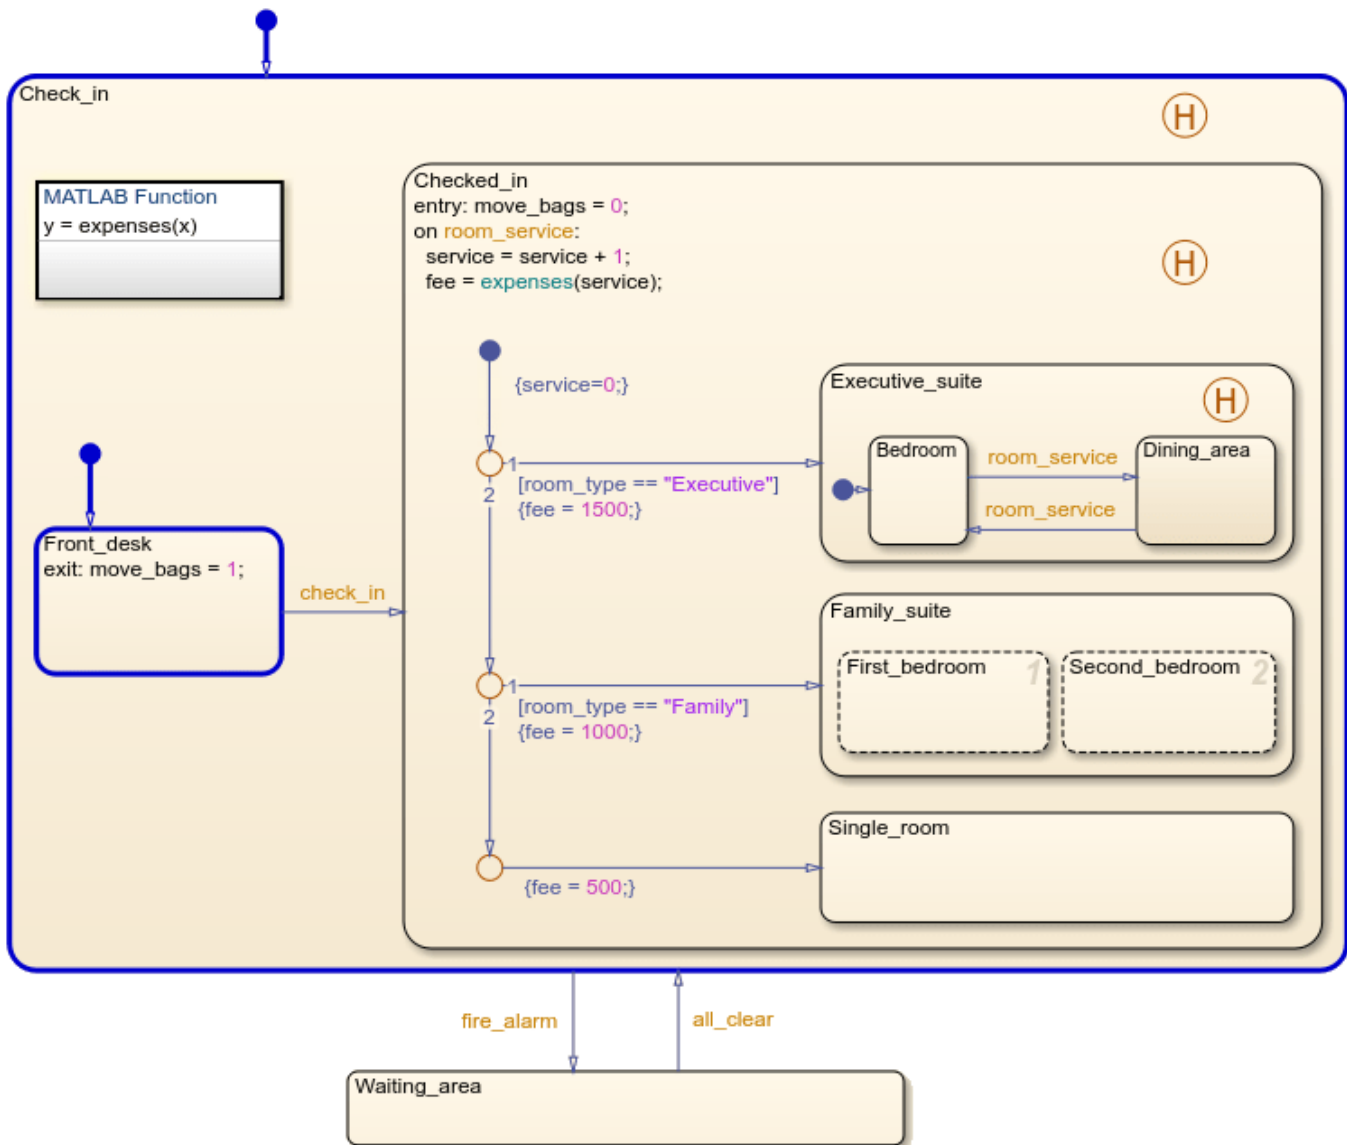 Check_in
H
MATLAB Function
y = expenses(x)
Checked_in
entry: move_bags = 0;
on room_service:
service = service + 1;
fee = expenses(service);
H
{service=0;}
1
2
[room_type == "Executive"]
{fee = 1500;}
Executive_suite
H
Bedroom
room_service
room_service
Dining_area
Front_desk
exit: move_bags = 1;
check_in
1
2
[room_type == "Family"]
{fee = 1000;}
Family_suite
First_bedroom 1
Second_bedroom 2
{fee = 500;}
Single_room
fire_alarm
all_clear
Waiting_area